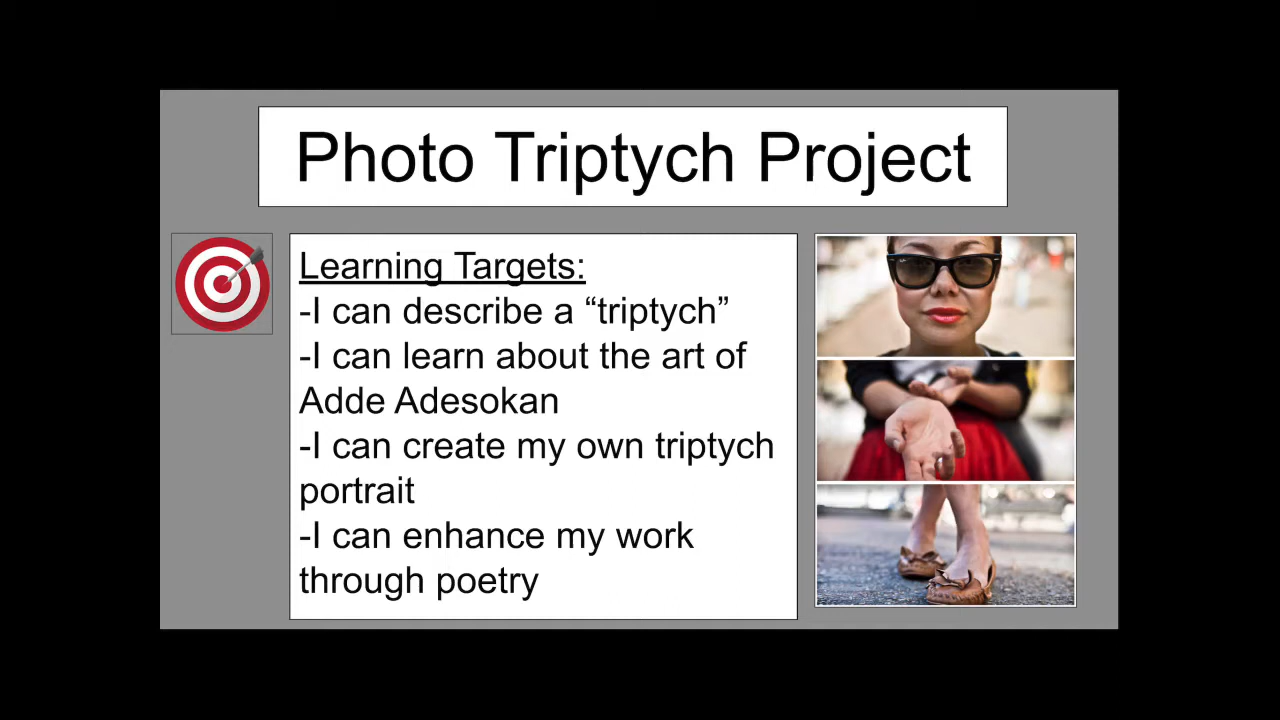 Photo Triptych Project
Learning Targets:
-I can describe a “triptych”
-I can learn about the art of
Adde Adesokan
-I can create my own triptych
portrait
-I can enhance my work
through poetry